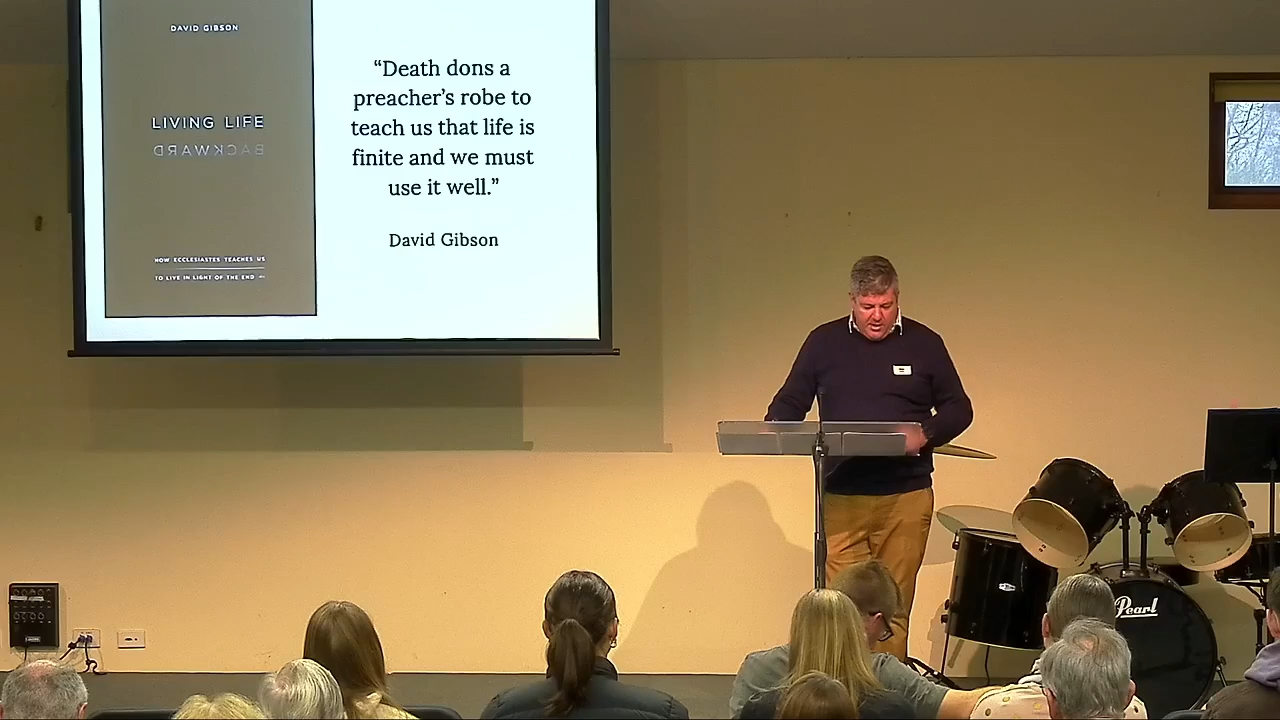 DAVID GIBSON
LIVING LIFE
BACKWARD
HOW ECCLESIASTES TEACHES US
TO LIVE IN LIGHT OF THE END
“Death dons a
preacher’s robe to
teach us that life is
finite and we must
use it well.”
David Gibson
Pearl